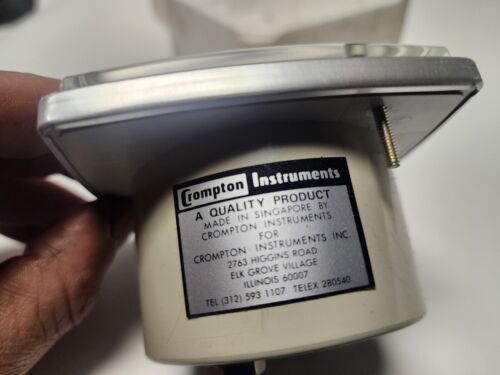 Crompton Instruments
A QUALITY PRODUCT
MADE IN SINGAPORE BY
CROMPTON INSTRUMENTS
FOR
CROMPTON INSTRUMENTS INC.
2763 HIGGINS ROAD
ELK GROVE VILLAGE
ILLINOIS 60007
TEL (312) 593 1107 TELEX 280540